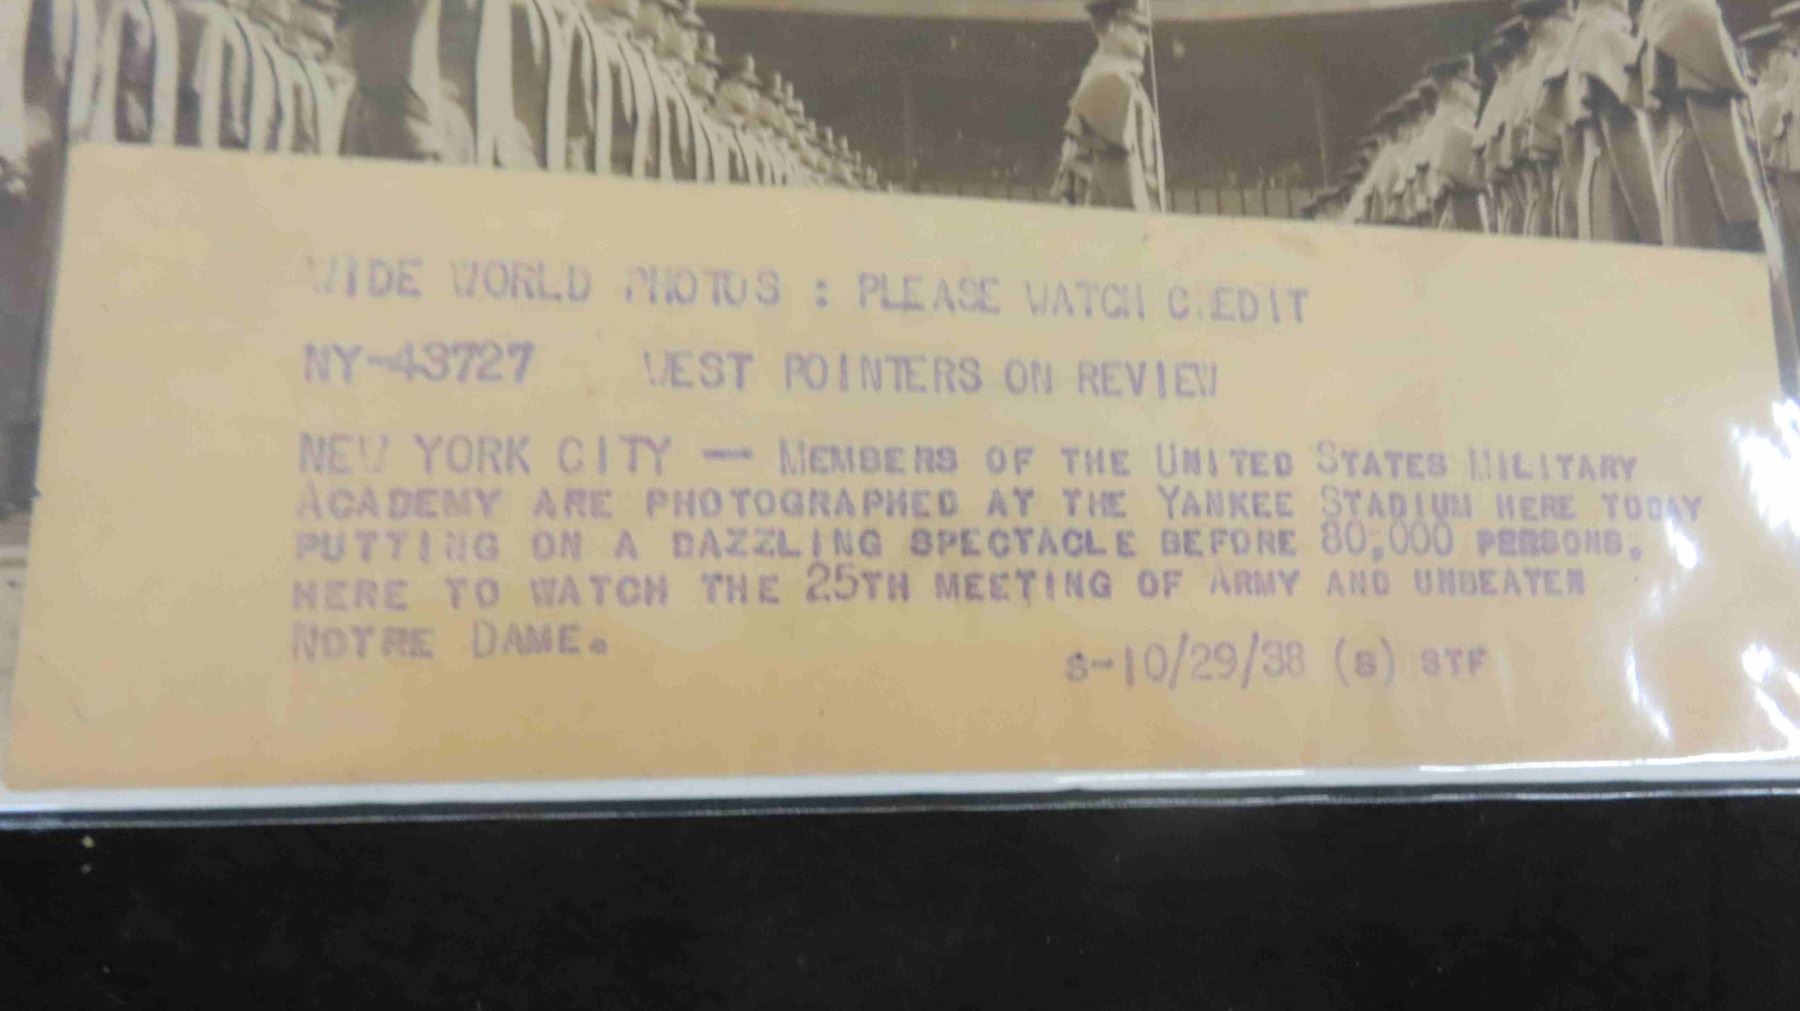 WIDE WORLD PHOTOS : PLEASE WATCH CREDIT
NY-43727 WEST POINTERS ON REVIEW
NEW YORK CITY — MEMBERS OF THE UNITED STATES MILITARY
ACADEMY ARE PHOTOGRAPHED AT THE YANKEE STADIUM HERE TODAY
PUTTING ON A DAZZLING SPECTACLE BEFORE 80,000 PERSONS,
HERE TO WATCH THE 25TH MEETING OF ARMY AND UNBEATEN
NOTRE DAME.
S-10/29/38 (S) STF